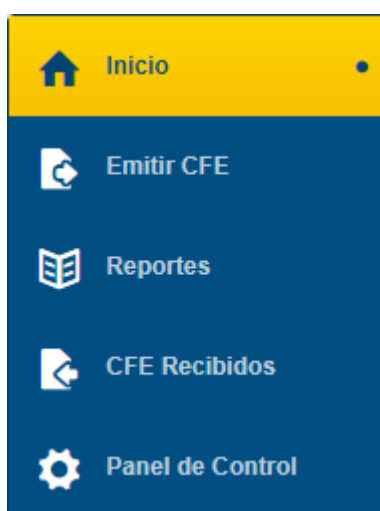 Inicio
Emitir CFE
Reportes
CFE Recibidos
Panel de Control